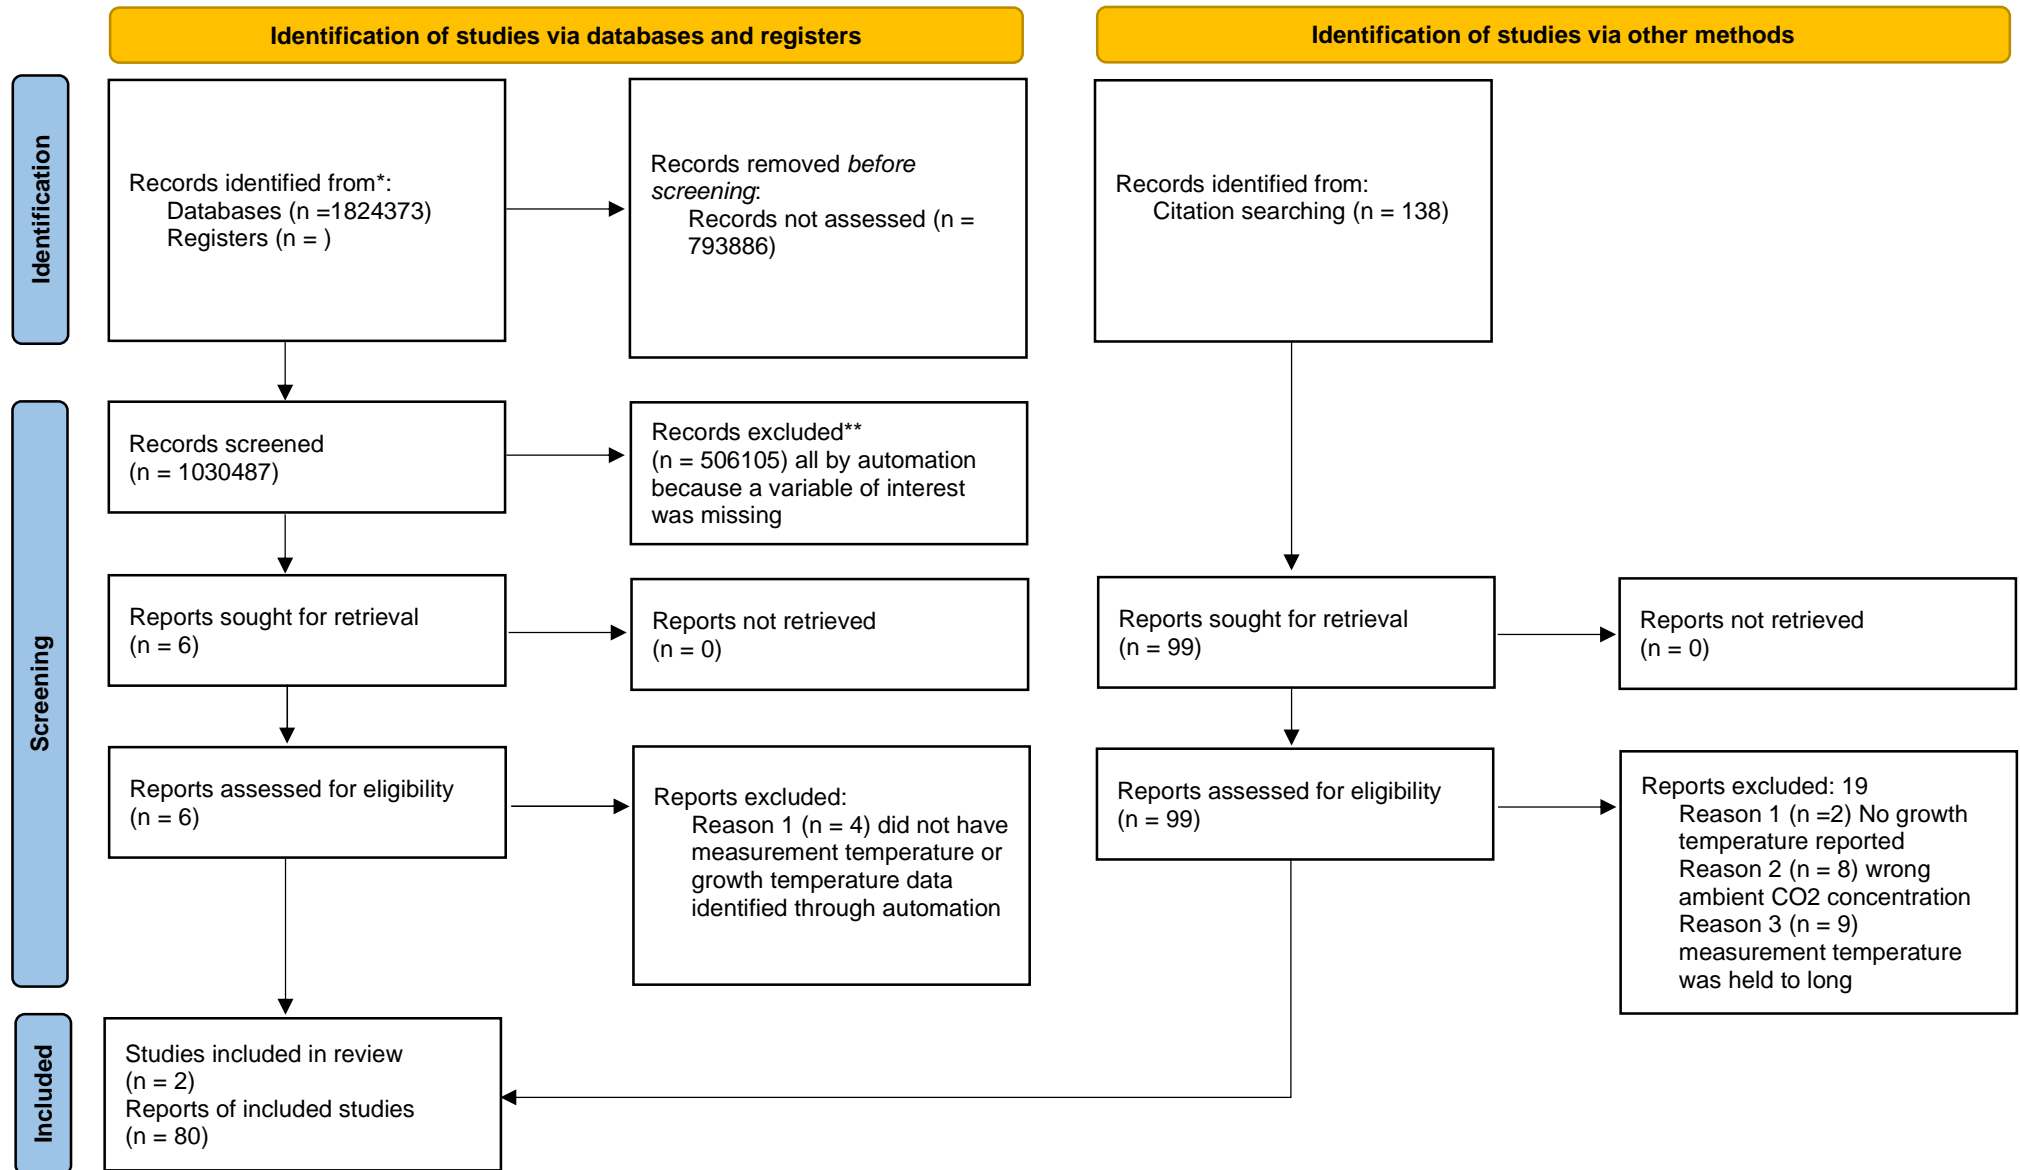 Identification of studies via databases and registers
Identification of studies via other methods
Identification
Records identified from*:
Databases (n =1824373)
Registers (n = )
Records removed before
screening:
Records not assessed (n =
793886)
Records identified from:
Citation searching (n = 138)
Screening
Records screened
(n = 1030487)
Records excluded**
(n = 506105) all by automation
because a variable of interest
was missing
Reports sought for retrieval
(n = 6)
Reports not retrieved
(n = 0)
Reports sought for retrieval
(n = 99)
Reports not retrieved
(n = 0)
Reports assessed for eligibility
(n = 6)
Reports excluded:
Reason 1 (n = 4) did not have
measurement temperature or
growth temperature data
identified through automation
Reports assessed for eligibility
(n = 99)
Reports excluded: 19
Reason 1 (n =2) No growth
temperature reported
Reason 2 (n = 8) wrong
ambient CO2 concentration
Reason 3 (n = 9)
measurement temperature
was held to long
Included
Studies included in review
(n = 2)
Reports of included studies
(n = 80)